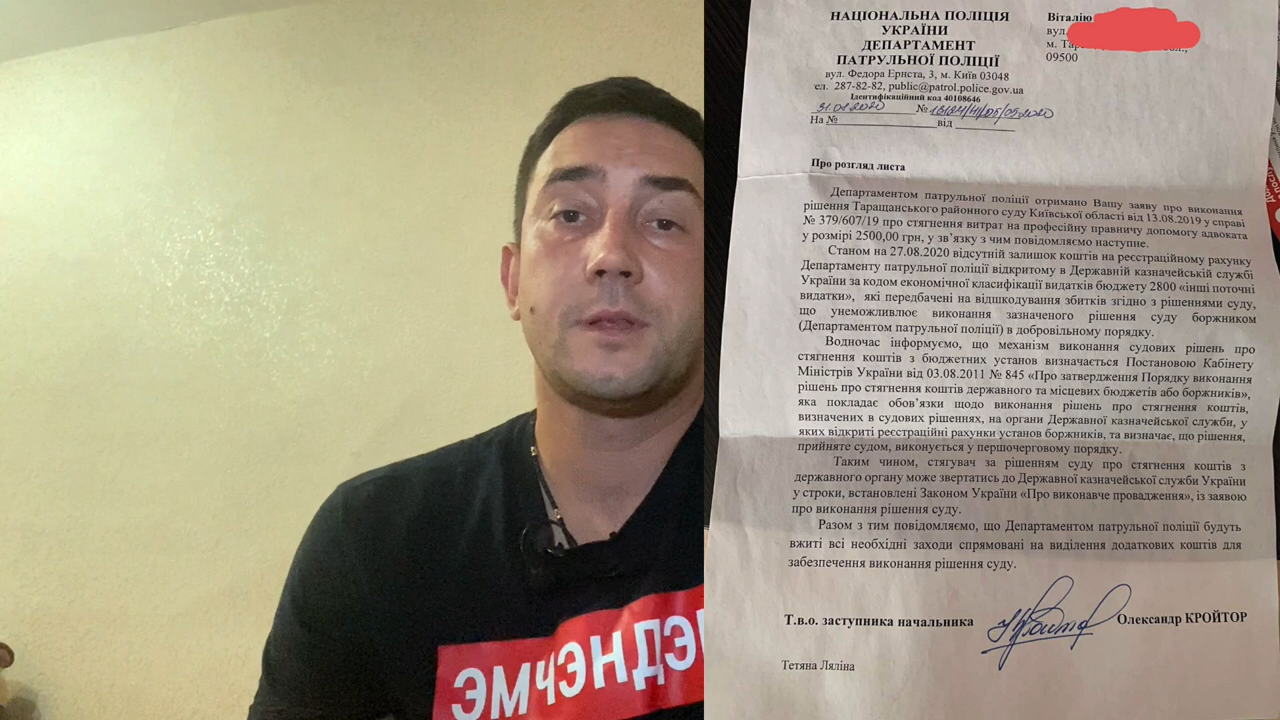 НАЦІОНАЛЬНА ПОЛІЦІЯ
УКРАЇНИ
ДЕПАРТАМЕНТ
ПАТРУЛЬНОЇ ПОЛІЦІЇ
вул. Федора Ернста, 3, м. Київ 03048
ел. 287-82-82, public@patrol.police.gov.ua
Ідентифікаційний код 40108646
№
На № від
Віталію
вул.
м.
09500
Про розгляд листа
Департаментом патрульної поліції отримано Вашу заяву про виконання
рішення Таращанського районного суду Київської області від 13.08.2019 у справі
№ 379/607/19 про стягнення витрат на професійну правничу допомогу адвоката
у розмірі 2500,00 грн, у зв’язку з чим повідомляємо наступне.
Станом на 27.08.2020 відсутній залишок коштів на реєстраційному рахунку
Департаменту патрульної поліції відкритому в Державній казначейській службі
України за кодом економічної класифікації видатків бюджету 2800 «інші поточні
видатки», які передбачені на відшкодування збитків згідно з рішеннями суду,
що унеможливлює виконання зазначеного рішення суду боржником
(Департаментом патрульної поліції) в добровільному порядку.
Водночас інформуємо, що механізм виконання судових рішень про
стягнення коштів з бюджетних установ визначається Постановою Кабінету
Міністрів України від 03.08.2011 № 845 «Про затвердження Порядку виконання
рішень про стягнення коштів державного та місцевих бюджетів або боржників»,
яка покладає обов’язки щодо виконання рішень про стягнення коштів,
визначених в судових рішеннях, на органи Державної казначейської служби, у
яких відкриті реєстраційні рахунки установ боржників, та визначає, що рішення,
прийняте судом, виконується у першочерговому порядку.
Таким чином, стягувач за рішенням суду про стягнення коштів з
державного органу може звертатись до Державної казначейської служби України
у строки, встановлені Законом України «Про виконавче провадження», із заявою
про виконання рішення суду.
Разом з тим повідомляємо, що Департаментом патрульної поліції будуть
вжиті всі необхідні заходи спрямовані на виділення додаткових коштів для
забезпечення виконання рішення суду.
Т.в.о. заступника начальника Олександр КРОЙТОР
Тетяна Ляліна
ЭМЧЭНДЭ